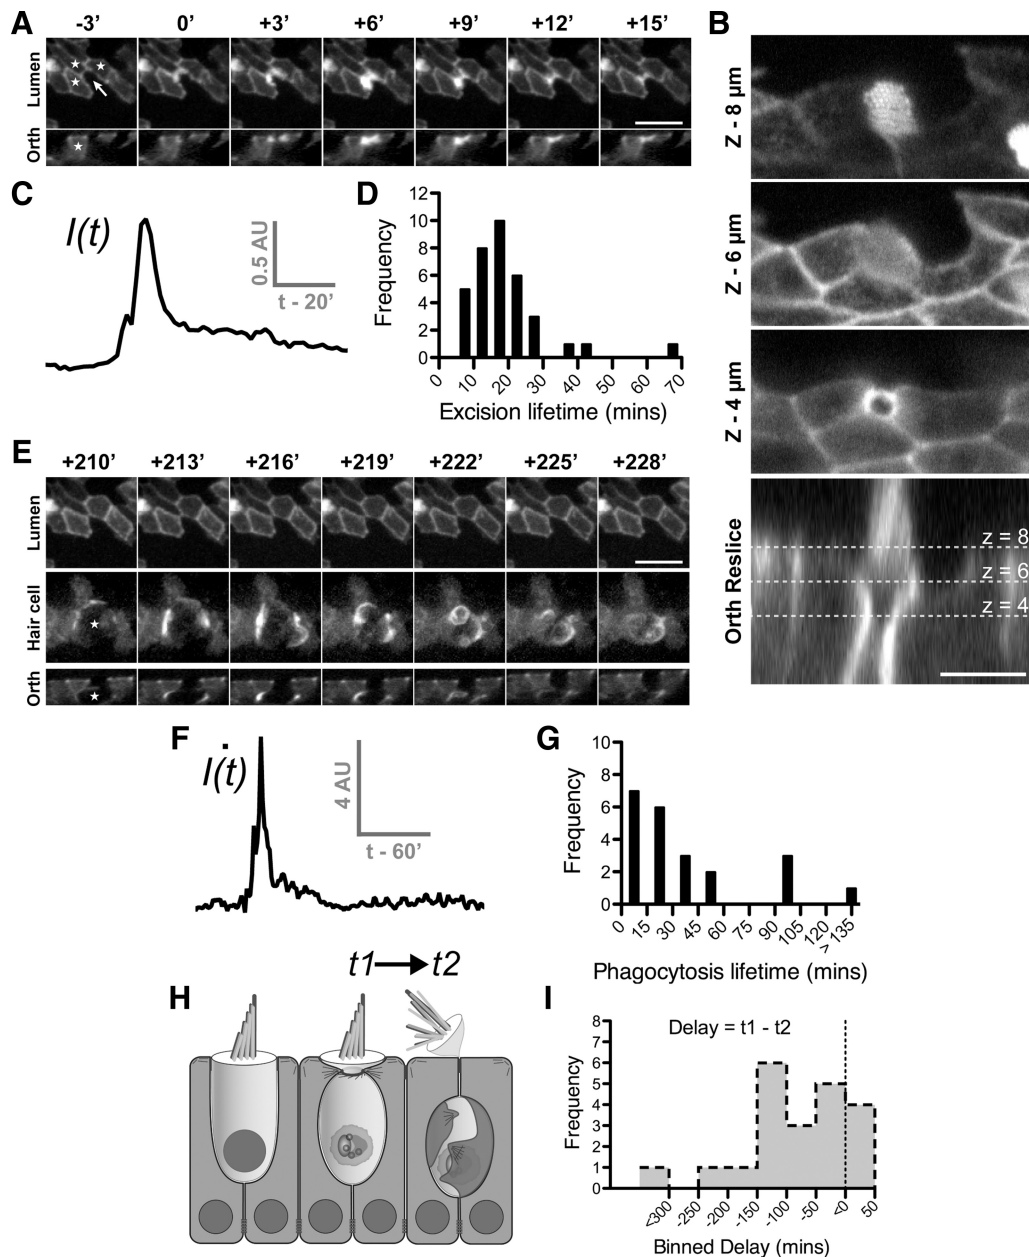 A
-3' 0' +3' +6' +9' +12' +15'
Lumen
Orth
B
Z - 8 µm
Z - 6 µm
Z - 4 µm
Orth Reslice
z = 8
z = 6
z = 4
C
I(t)
0.5 AU
t - 20'
D
Frequency
12
10
8
6
4
2
0
0 10 20 30 40 50 60 70
Excision lifetime (mins)
E
+210' +213' +216' +219' +222' +225' +228'
Lumen
Hair cell
Orth
F
İ(t)
4 AU
t - 60'
G
Frequency
10
8
6
4
2
0
0 15 30 45 60 75 90 105 120 > 135
Phagocytosis lifetime (mins)
H
t1 t2
I
Delay = t1 - t2
Frequency
8
7
6
5
4
3
2
1
0
<300 -250 -200 -150 -100 -50 <0 50
Binned Delay (mins)